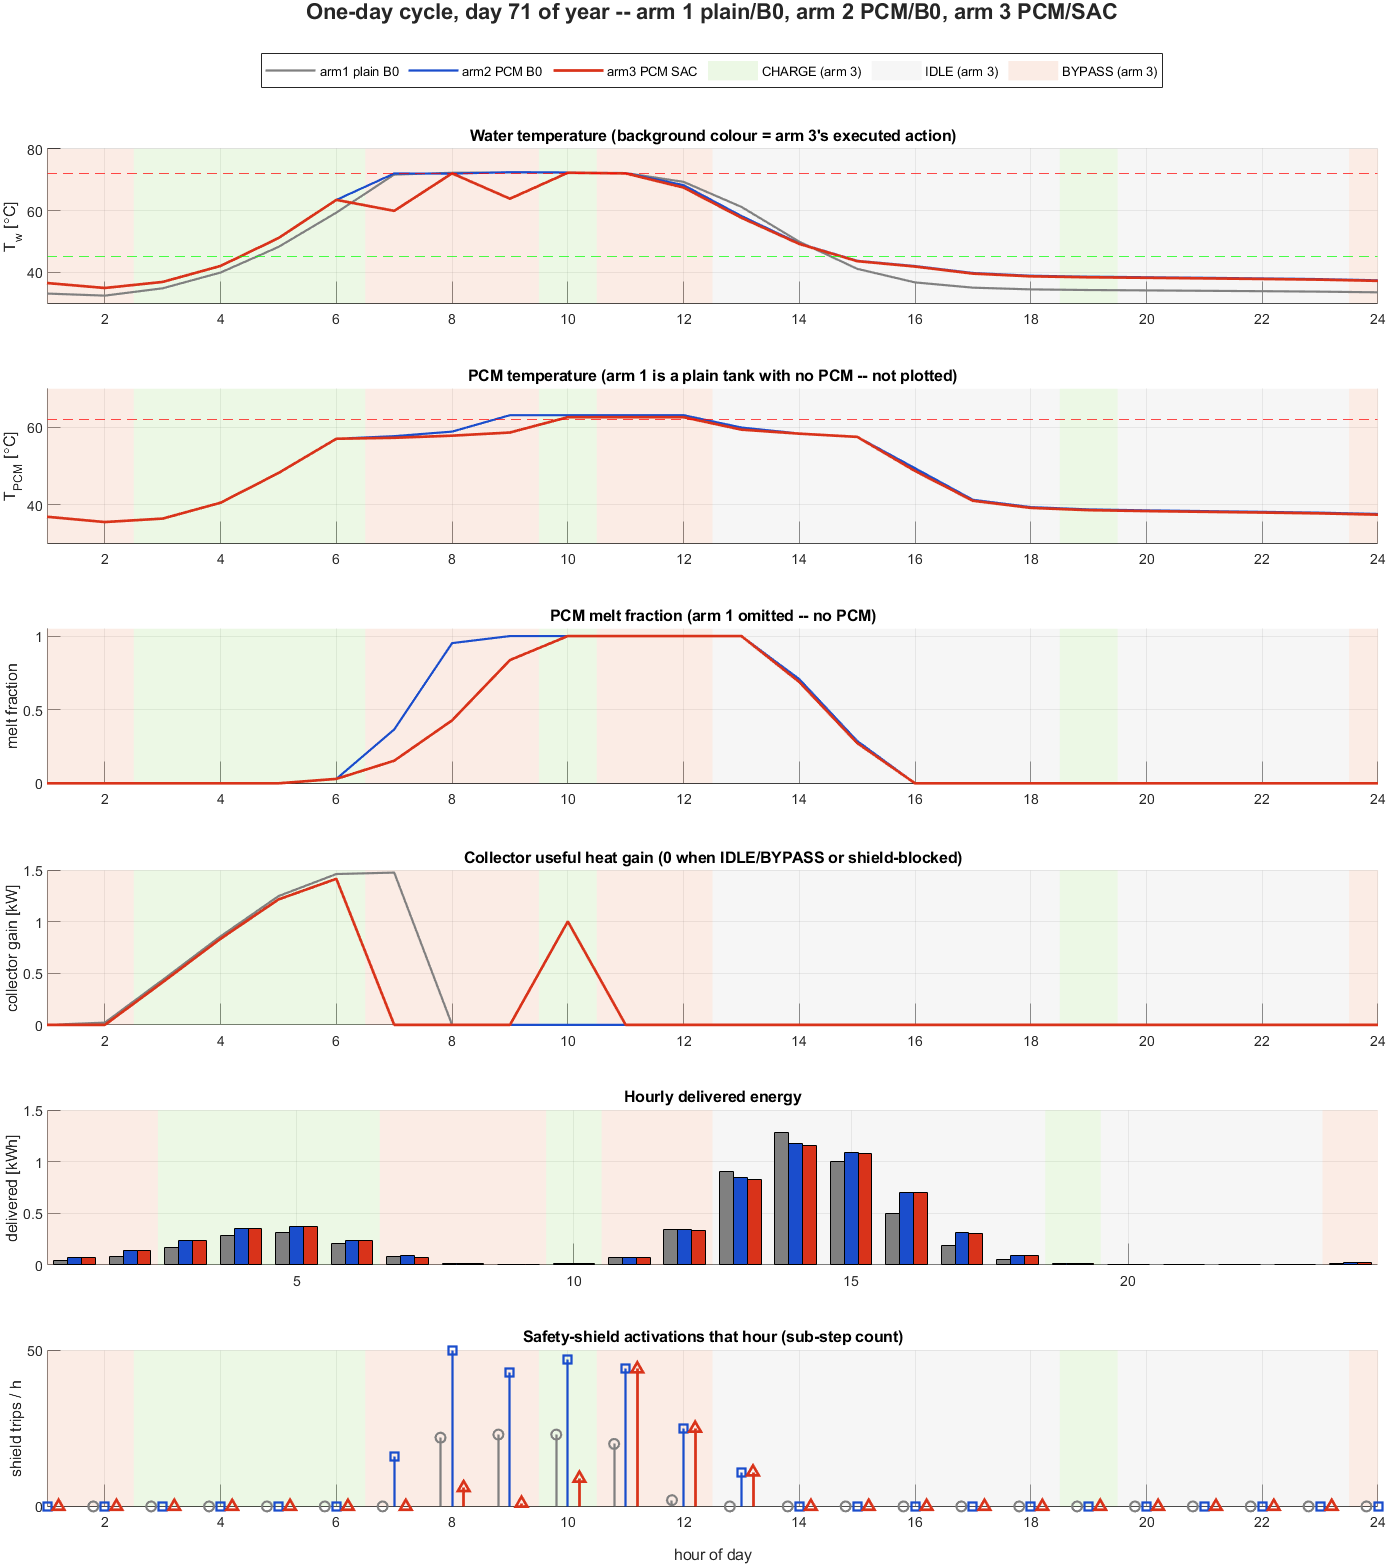 One-day cycle, day 71 of year -- arm 1 plain/B0, arm 2 PCM/B0, arm 3 PCM/SAC
arm1 plain B0 arm2 PCM B0 arm3 PCM SAC CHARGE (arm 3) IDLE (arm 3) BYPASS (arm 3)
Water temperature (background colour = arm 3's executed action)
T_w [°C]
80
60
40
2 4 6 8 10 12 14 16 18 20 22 24
PCM temperature (arm 1 is a plain tank with no PCM -- not plotted)
T_PCM [°C]
60
40
2 4 6 8 10 12 14 16 18 20 22 24
PCM melt fraction (arm 1 omitted -- no PCM)
melt fraction
1
0.5
0
2 4 6 8 10 12 14 16 18 20 22 24
Collector useful heat gain (0 when IDLE/BYPASS or shield-blocked)
collector gain [kW]
1.5
1
0.5
0
2 4 6 8 10 12 14 16 18 20 22 24
Hourly delivered energy
delivered [kWh]
1.5
1
0.5
0
5 10 15 20
Safety-shield activations that hour (sub-step count)
shield trips / h
50
0
2 4 6 8 10 12 14 16 18 20 22 24
hour of day